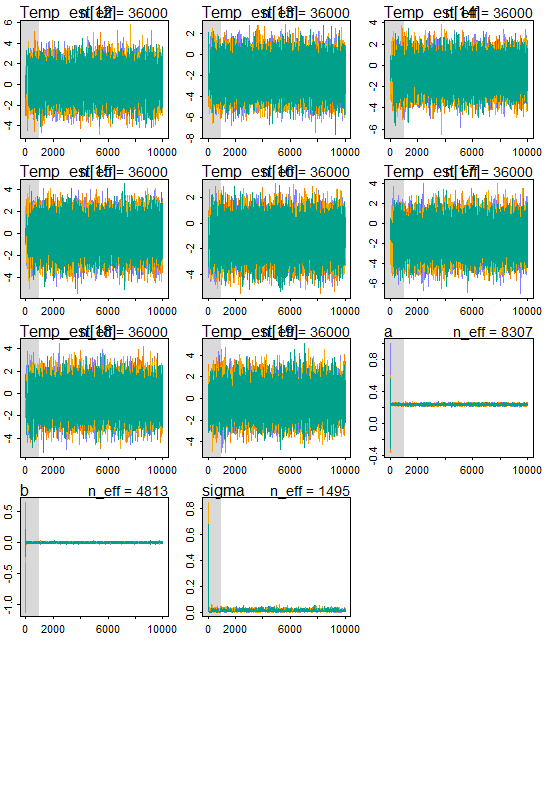 Temp_est[12] n_eff = 36000
Temp_est[13] n_eff = 36000
Temp_est[14] n_eff = 36000
6
4
2
0
-2
-4
2
0
-2
-4
-6
-8
4
2
0
-2
-4
-6
0 2000 6000 10000
0 2000 6000 10000
0 2000 6000 10000
Temp_est[15] n_eff = 36000
Temp_est[16] n_eff = 36000
Temp_est[17] n_eff = 36000
4
2
0
-2
-4
2
0
-2
-4
4
2
0
-2
-4
-6
0 2000 6000 10000
0 2000 6000 10000
0 2000 6000 10000
Temp_est[18] n_eff = 36000
Temp_est[19] n_eff = 36000
a n_eff = 8307
4
2
0
-2
-4
4
2
0
-2
-4
0.8
0.4
0.0
-0.4
0 2000 6000 10000
0 2000 6000 10000
0 2000 6000 10000
b n_eff = 4813
sigma n_eff = 1495
0.5
0.0
-0.5
-1.0
0.8
0.6
0.4
0.2
0.0
0 2000 6000 10000
0 2000 6000 10000